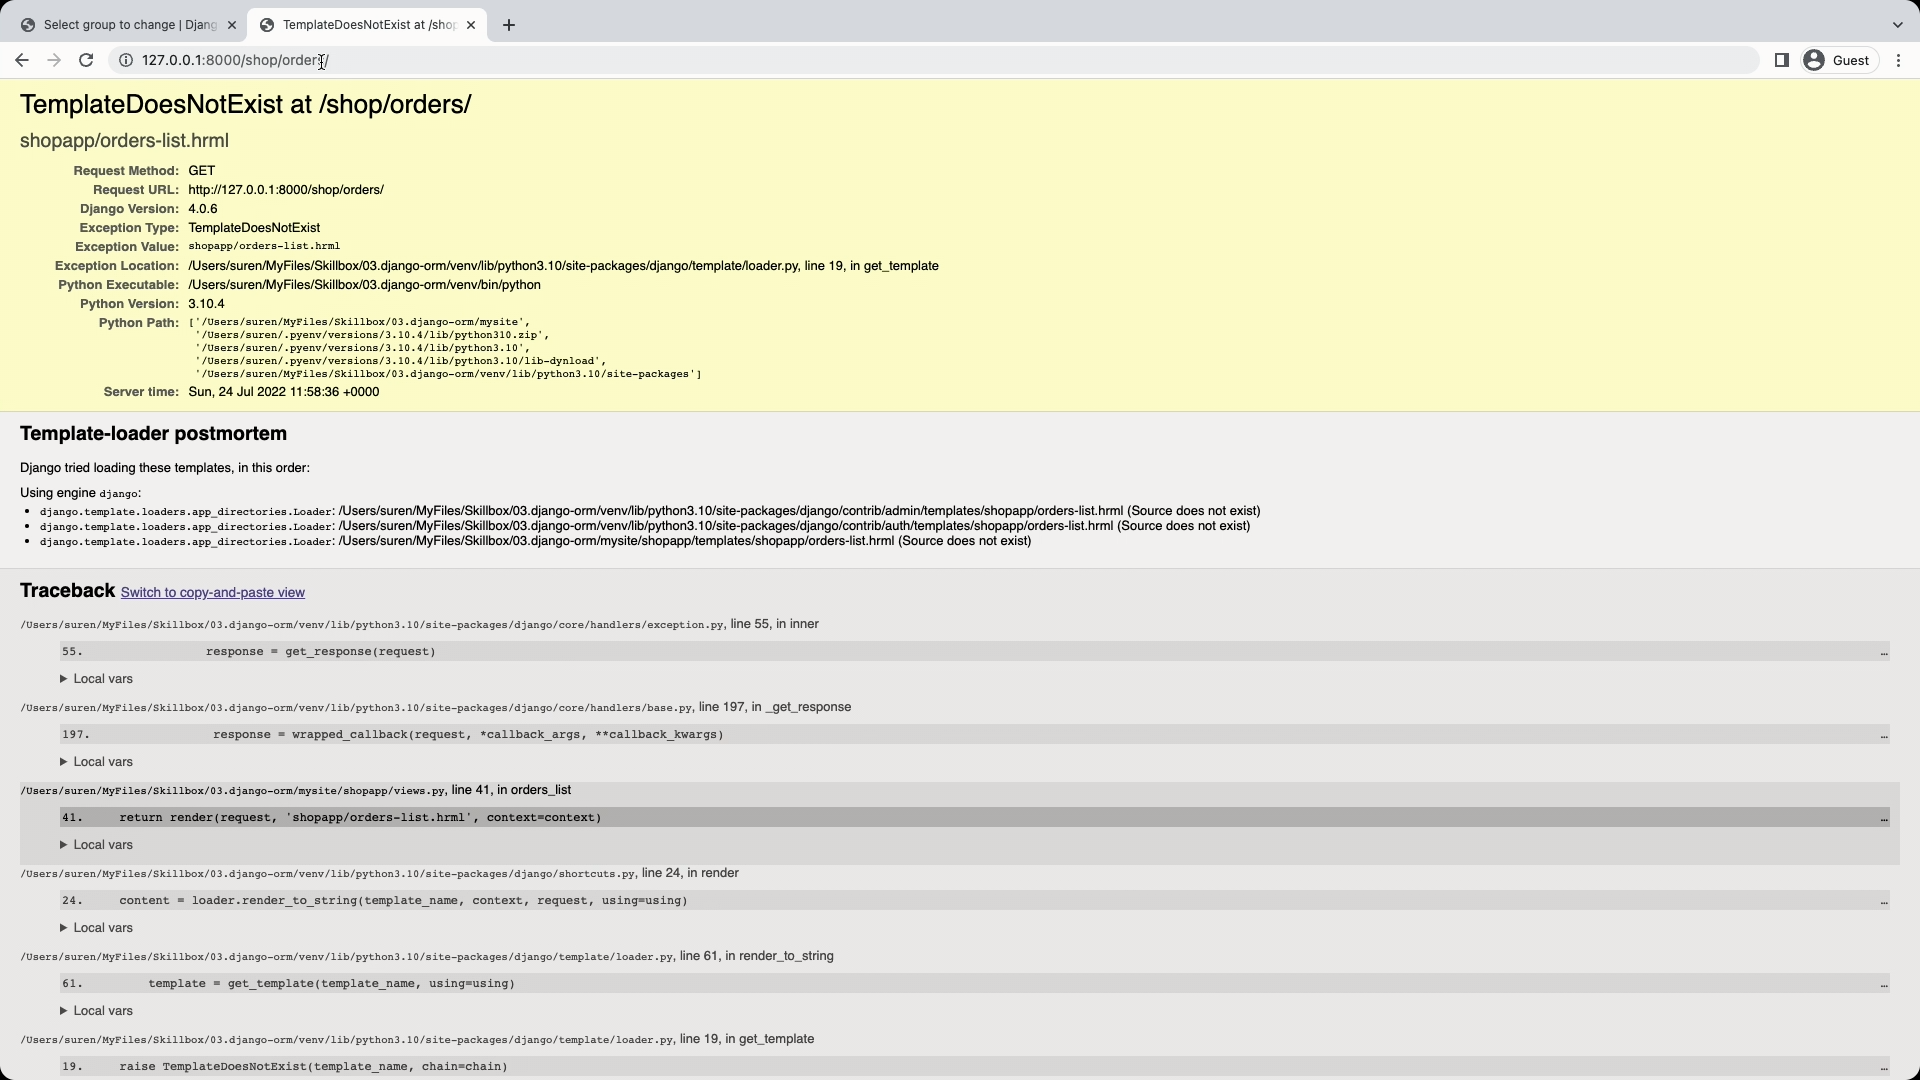 Select group to change | Djang
TemplateDoesNotExist at /shop
127.0.0.1:8000/shop/orders/
Guest
TemplateDoesNotExist at /shop/orders/
shopapp/orders-list.hrml
Request Method: GET
Request URL: http://127.0.0.1:8000/shop/orders/
Django Version: 4.0.6
Exception Type: TemplateDoesNotExist
Exception Value: shopapp/orders-list.hrml
Exception Location: /Users/suren/MyFiles/Skillbox/03.django-orm/venv/lib/python3.10/site-packages/django/template/loader.py, line 19, in get_template
Python Executable: /Users/suren/MyFiles/Skillbox/03.django-orm/venv/bin/python
Python Version: 3.10.4
Python Path: ['/Users/suren/MyFiles/Skillbox/03.django-orm/mysite',
'/Users/suren/.pyenv/versions/3.10.4/lib/python310.zip',
'/Users/suren/.pyenv/versions/3.10.4/lib/python3.10',
'/Users/suren/.pyenv/versions/3.10.4/lib/python3.10/lib-dynload',
'/Users/suren/MyFiles/Skillbox/03.django-orm/venv/lib/python3.10/site-packages']
Server time: Sun, 24 Jul 2022 11:58:36 +0000
Template-loader postmortem
Django tried loading these templates, in this order:
Using engine django:
• django.template.loaders.app_directories.Loader: /Users/suren/MyFiles/Skillbox/03.django-orm/venv/lib/python3.10/site-packages/django/contrib/admin/templates/shopapp/orders-list.hrml (Source does not exist)
• django.template.loaders.app_directories.Loader: /Users/suren/MyFiles/Skillbox/03.django-orm/venv/lib/python3.10/site-packages/django/contrib/auth/templates/shopapp/orders-list.hrml (Source does not exist)
• django.template.loaders.app_directories.Loader: /Users/suren/MyFiles/Skillbox/03.django-orm/mysite/shopapp/templates/shopapp/orders-list.hrml (Source does not exist)
Traceback Switch to copy-and-paste view
/Users/suren/MyFiles/Skillbox/03.django-orm/venv/lib/python3.10/site-packages/django/core/handlers/exception.py, line 55, in inner
55. response = get_response(request) …
▶ Local vars
/Users/suren/MyFiles/Skillbox/03.django-orm/venv/lib/python3.10/site-packages/django/core/handlers/base.py, line 197, in _get_response
197. response = wrapped_callback(request, *callback_args, **callback_kwargs) …
▶ Local vars
/Users/suren/MyFiles/Skillbox/03.django-orm/mysite/shopapp/views.py, line 41, in orders_list
41. return render(request, 'shopapp/orders-list.hrml', context=context) …
▶ Local vars
/Users/suren/MyFiles/Skillbox/03.django-orm/venv/lib/python3.10/site-packages/django/shortcuts.py, line 24, in render
24. content = loader.render_to_string(template_name, context, request, using=using) …
▶ Local vars
/Users/suren/MyFiles/Skillbox/03.django-orm/venv/lib/python3.10/site-packages/django/template/loader.py, line 61, in render_to_string
61. template = get_template(template_name, using=using) …
▶ Local vars
/Users/suren/MyFiles/Skillbox/03.django-orm/venv/lib/python3.10/site-packages/django/template/loader.py, line 19, in get_template
19. raise TemplateDoesNotExist(template_name, chain=chain) …